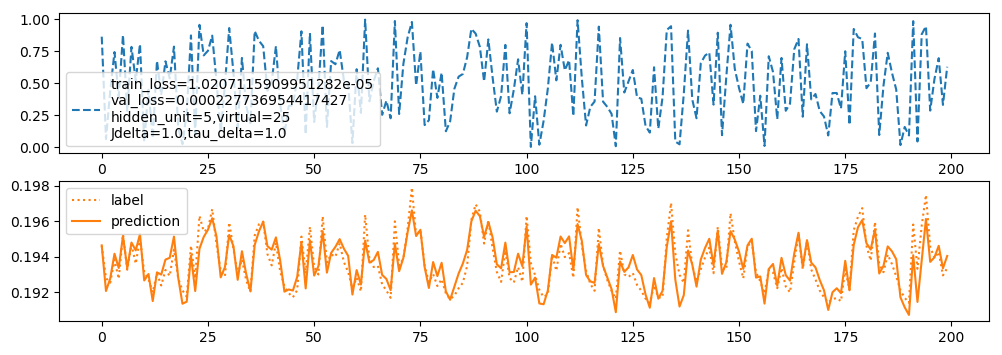 1.00
0.75
0.50
0.25
0.00
train_loss=1.0207115909951282e-05
val_loss=0.000227736954417427
hidden_unit=5,virtual=25
Jdelta=1.0,tau_delta=1.0
0 25 50 75 100 125 150 175 200
0.198
0.196
0.194
0.192
label
prediction
0 25 50 75 100 125 150 175 200